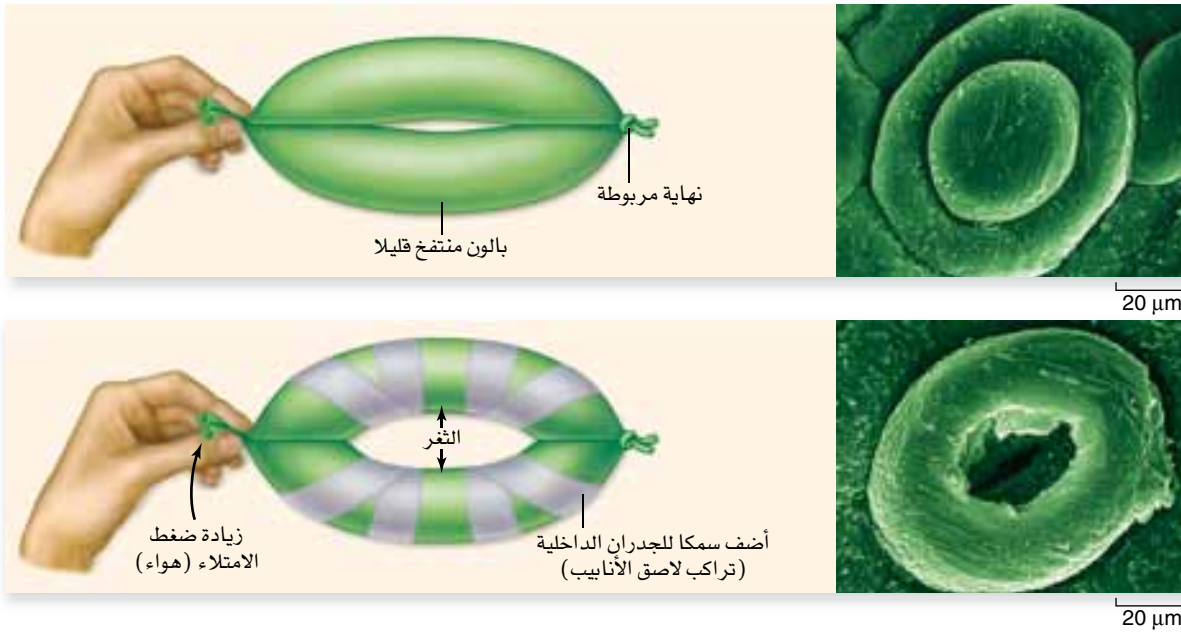 نهاية مربوطة
بالون منتفخ قليلا
20 µm
الثغر
زيادة ضغط
الامتلاء (هواء)
أضف سمكا للجدران الداخلية
(تراكب لاصق الأنابيب)
20 µm